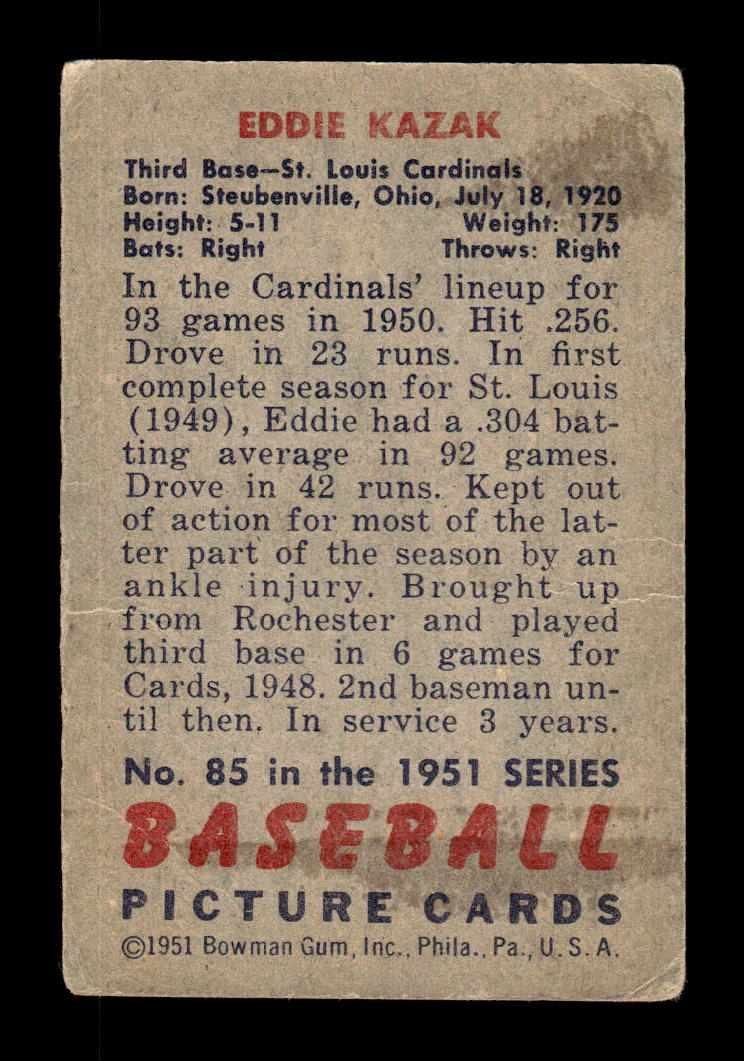 EDDIE KAZAK
Third Base—St. Louis Cardinals
Born: Steubenville, Ohio, July 18, 1920
Height: 5-11 Weight: 175
Bats: Right Throws: Right
In the Cardinals' lineup for
93 games in 1950. Hit .256.
Drove in 23 runs. In first
complete season for St. Louis
(1949), Eddie had a .304 bat-
ting average in 92 games.
Drove in 42 runs. Kept out
of action for most of the lat-
ter part of the season by an
ankle injury. Brought up
from Rochester and played
third base in 6 games for
Cards, 1948. 2nd baseman un-
til then. In service 3 years.
No. 85 in the 1951 SERIES
BASEBALL
PICTURE CARDS
©1951 Bowman Gum, Inc., Phila., Pa., U.S.A.